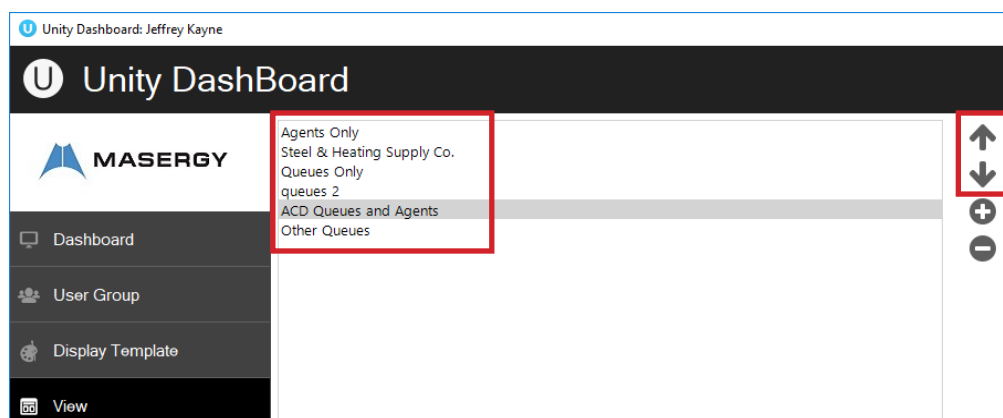 Unity Dashboard: Jeffrey Kayne
U Unity DashBoard
MASERGY
Agents Only
Steel & Heating Supply Co.
Queues Only
queues 2
ACD Queues and Agents
Other Queues
Dashboard
User Group
Display Template
View